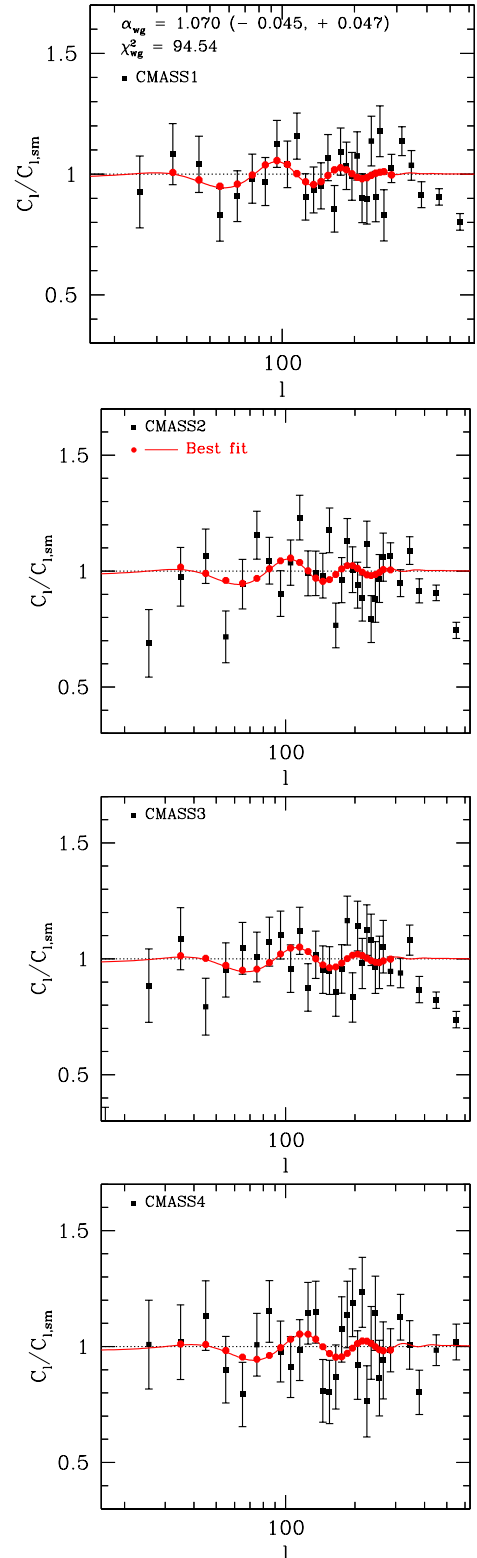 α_wg = 1.070 (− 0.045, + 0.047)
χ²_wg = 94.54
CMASS1
1.5
1
0.5
C_l/C_l,sm
100
l
CMASS2
Best fit
1.5
1
0.5
C_l/C_l,sm
100
l
CMASS3
1.5
1
0.5
C_l/C_l,sm
100
l
CMASS4
1.5
1
0.5
C_l/C_l,sm
100
l